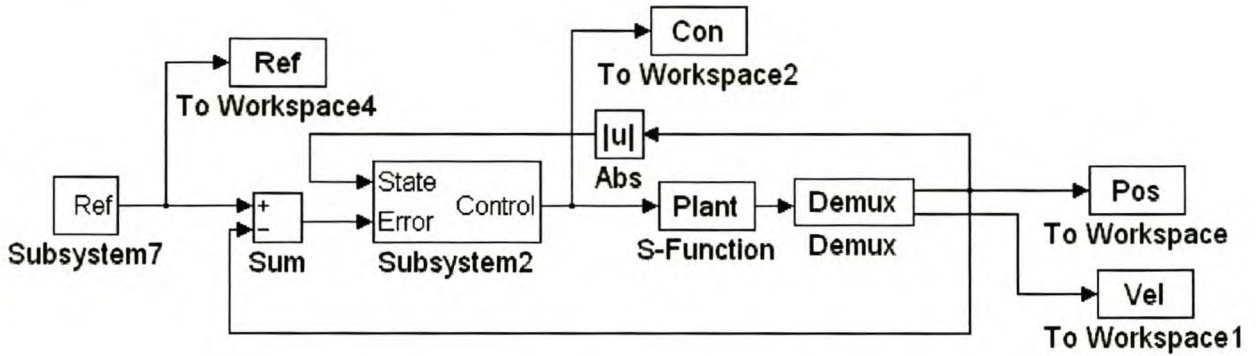 Ref
To Workspace4
Con
To Workspace2
|u|
Abs
Ref
Subsystem7
+
−
Sum
State
Error
Control
Subsystem2
Plant
S-Function
Demux
Demux
Pos
To Workspace
Vel
To Workspace1